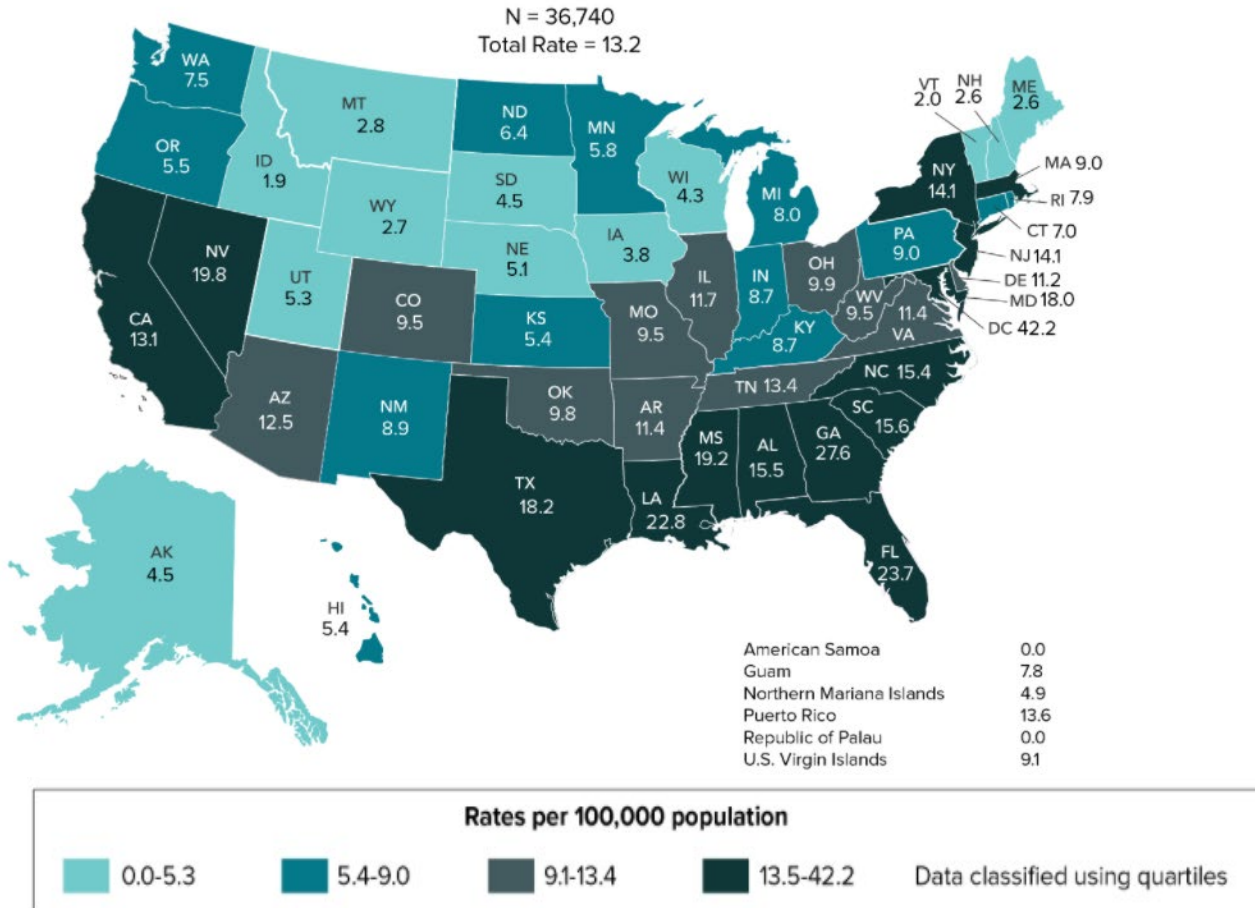 N = 36,740
Total Rate = 13.2
WA
7.5
MT
2.8
ND
6.4
MN
5.8
VT
2.0
NH
2.6
ME
2.6
OR
5.5
ID
1.9
WY
2.7
SD
4.5
WI
4.3
MI
8.0
NY
14.1
MA 9.0
RI 7.9
CT 7.0
NJ 14.1
DE 11.2
MD 18.0
DC 42.2
NV
19.8
UT
5.3
CO
9.5
NE
5.1
IA
3.8
IL
11.7
IN
8.7
OH
9.9
PA
9.0
WV
9.5
11.4
VA
CA
13.1
KS
5.4
MO
9.5
KY
8.7
AZ
12.5
NM
8.9
OK
9.8
AR
11.4
TN 13.4
NC 15.4
SC
15.6
TX
18.2
LA
22.8
MS
19.2
AL
15.5
GA
27.6
FL
23.7
AK
4.5
HI
5.4
American Samoa 0.0
Guam 7.8
Northern Mariana Islands 4.9
Puerto Rico 13.6
Republic of Palau 0.0
U.S. Virgin Islands 9.1
Rates per 100,000 population
0.0-5.3 5.4-9.0 9.1-13.4 13.5-42.2 Data classified using quartiles